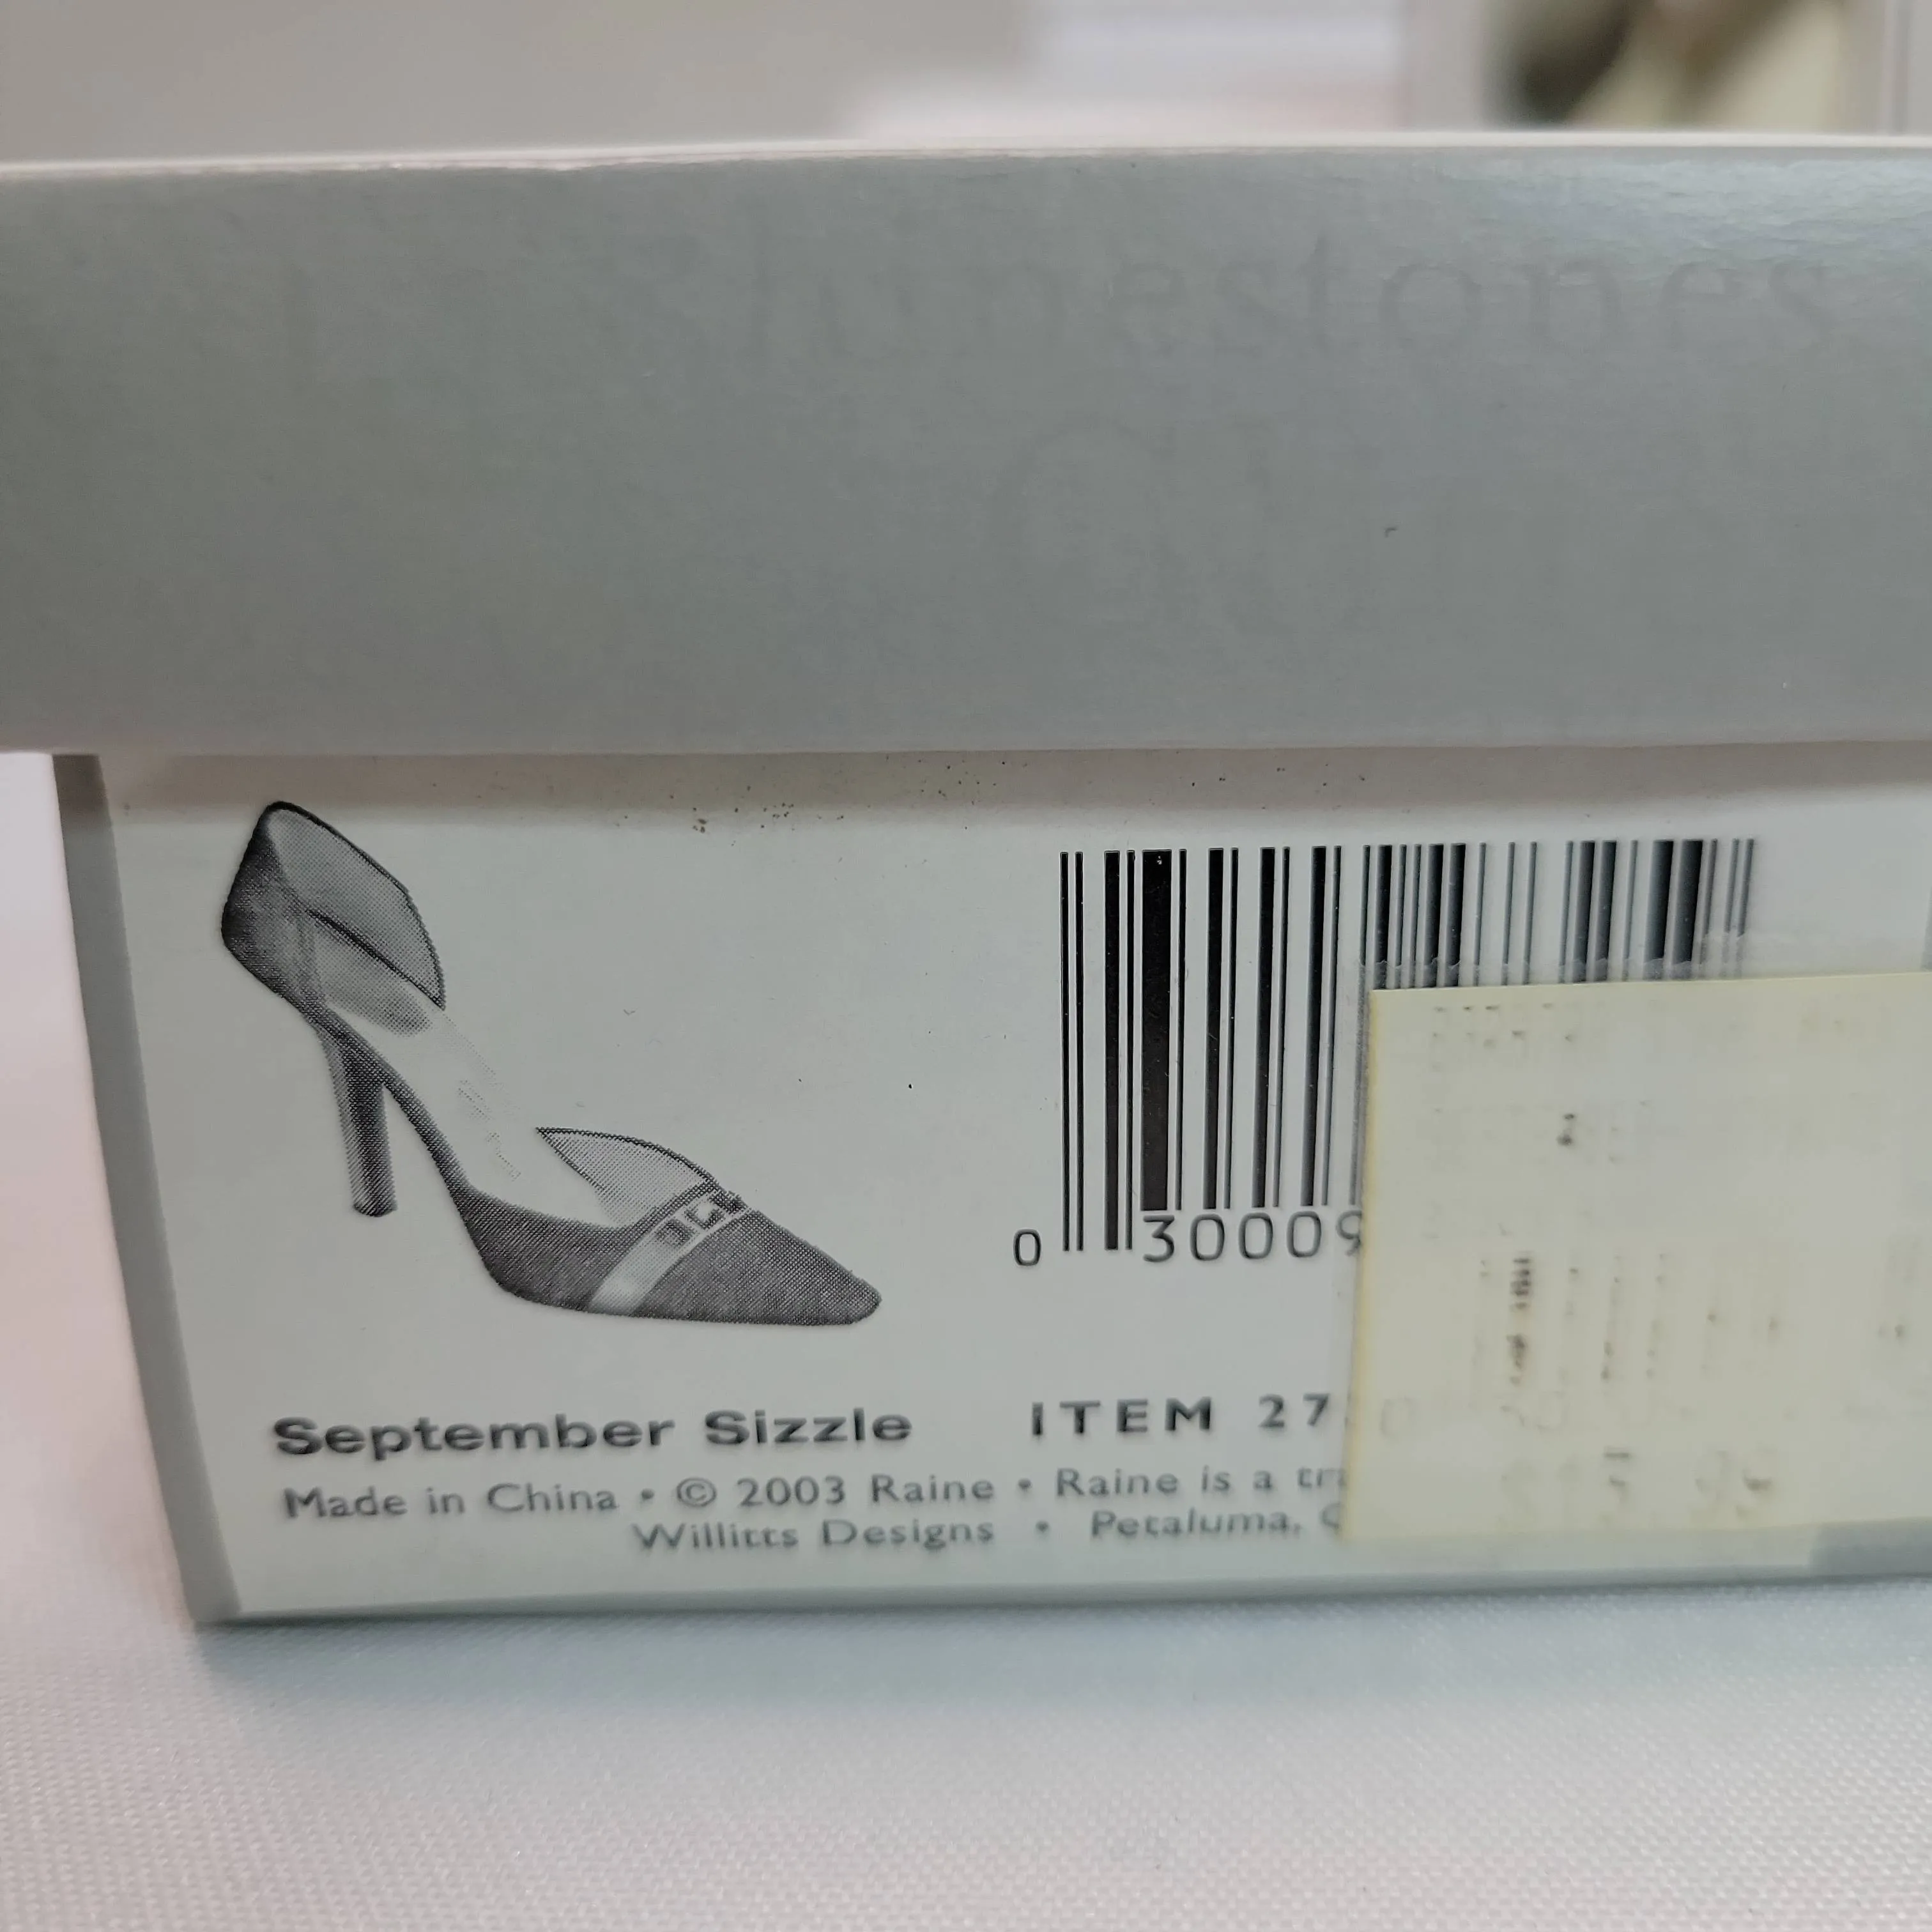 0 30009
September Sizzle ITEM 27
Made in China • © 2003 Raine • Raine is a
Willitts Designs • Petaluma,